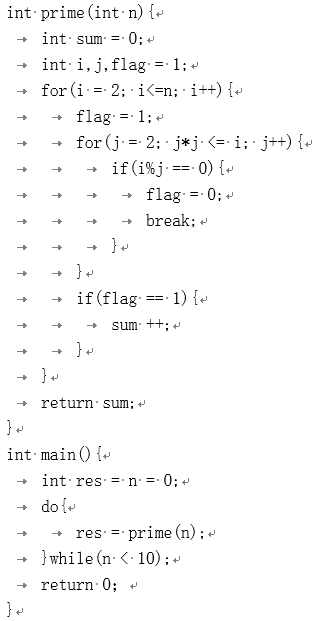 int prime(int n){
int sum = 0;
int i,j,flag = 1;
for(i = 2; i<=n; i++){
flag = 1;
for(j = 2; j*j <= i; j++){
if(i%j == 0){
flag = 0;
break;
}
}
if(flag == 1){
sum ++;
}
}
return sum;
}
int main(){
int res = n = 0;
do{
res = prime(n);
}while(n < 10);
return 0;
}